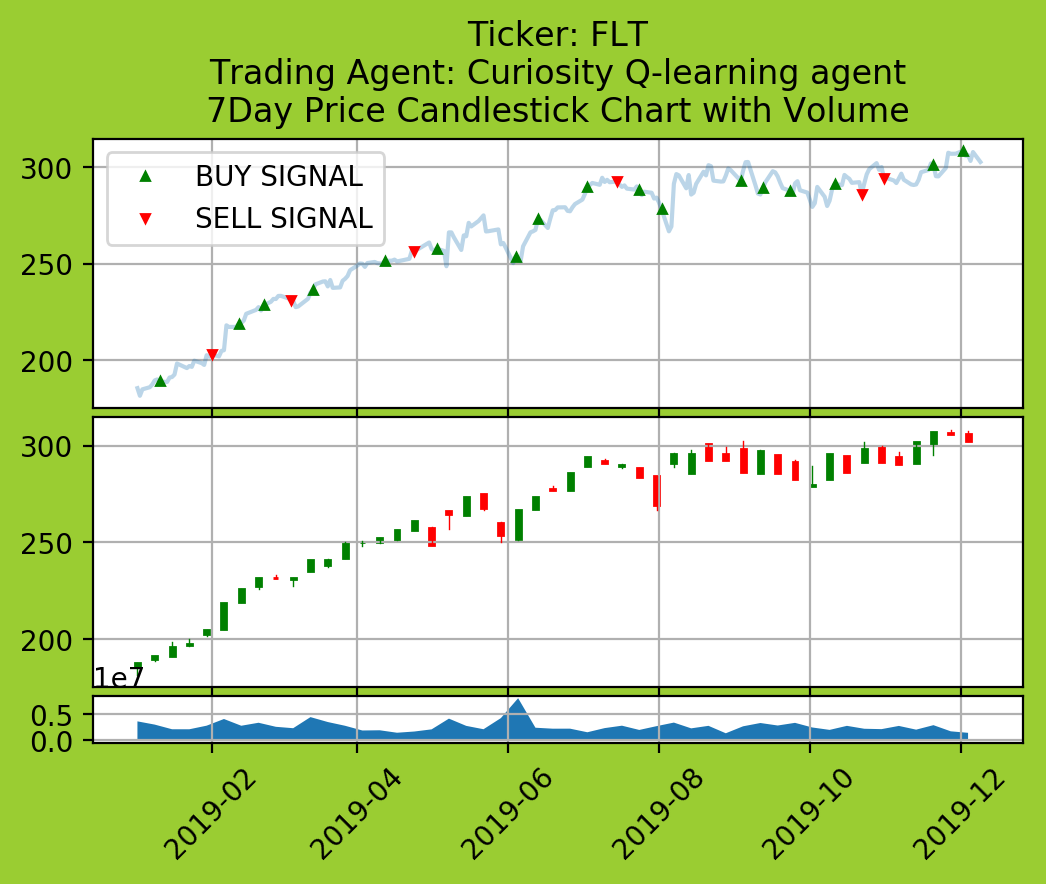 Ticker: FLT
Trading Agent: Curiosity Q-learning agent
7Day Price Candlestick Chart with Volume
BUY SIGNAL
SELL SIGNAL
300
250
200
300
250
200
1e7
0.5
0.0
2019-02
2019-04
2019-06
2019-08
2019-10
2019-12